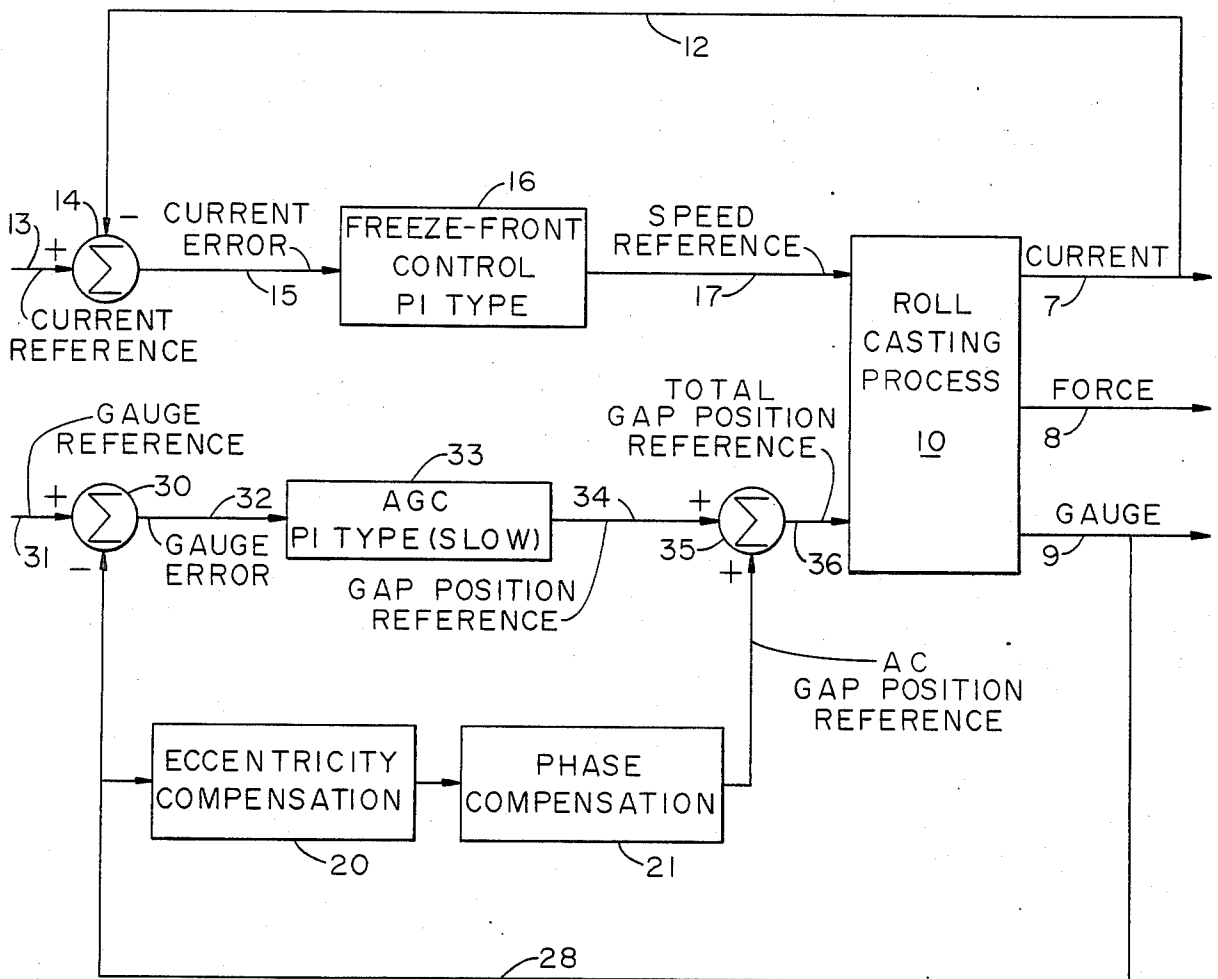 12
13
14
−
+
Σ
CURRENT
ERROR
15
CURRENT
REFERENCE
16
FREEZE-FRONT
CONTROL
PI TYPE
SPEED
REFERENCE
17
ROLL
CASTING
PROCESS
10
CURRENT
7
FORCE
8
GAUGE
9
GAUGE
REFERENCE
31
+
−
Σ
30
32
GAUGE
ERROR
33
AGC
PI TYPE (SLOW)
34
GAP POSITION
REFERENCE
TOTAL
GAP POSITION
REFERENCE
+
Σ
35
+
36
AC
GAP POSITION
REFERENCE
ECCENTRICITY
COMPENSATION
20
PHASE
COMPENSATION
21
28